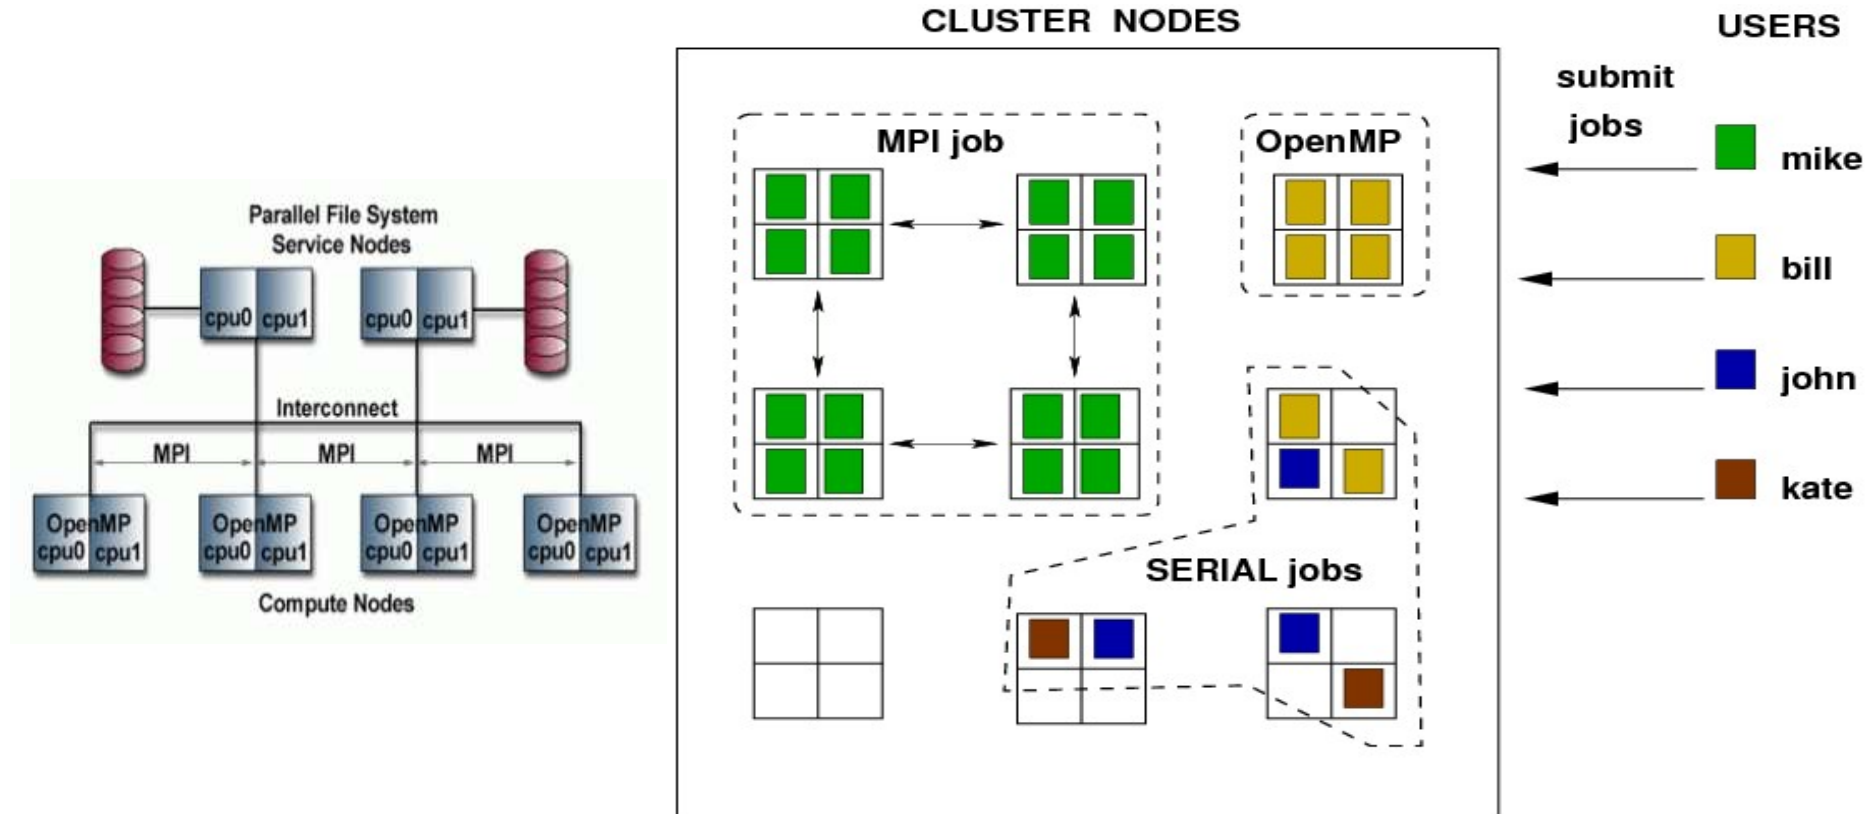 Parallel File System
Service Nodes
cpu0 cpu1
cpu0 cpu1
Interconnect
MPI
MPI
MPI
OpenMP
cpu0 cpu1
OpenMP
cpu0 cpu1
OpenMP
cpu0 cpu1
OpenMP
cpu0 cpu1
Compute Nodes
CLUSTER NODES
MPI job
OpenMP
SERIAL jobs
USERS
submit
jobs
mike
bill
john
kate